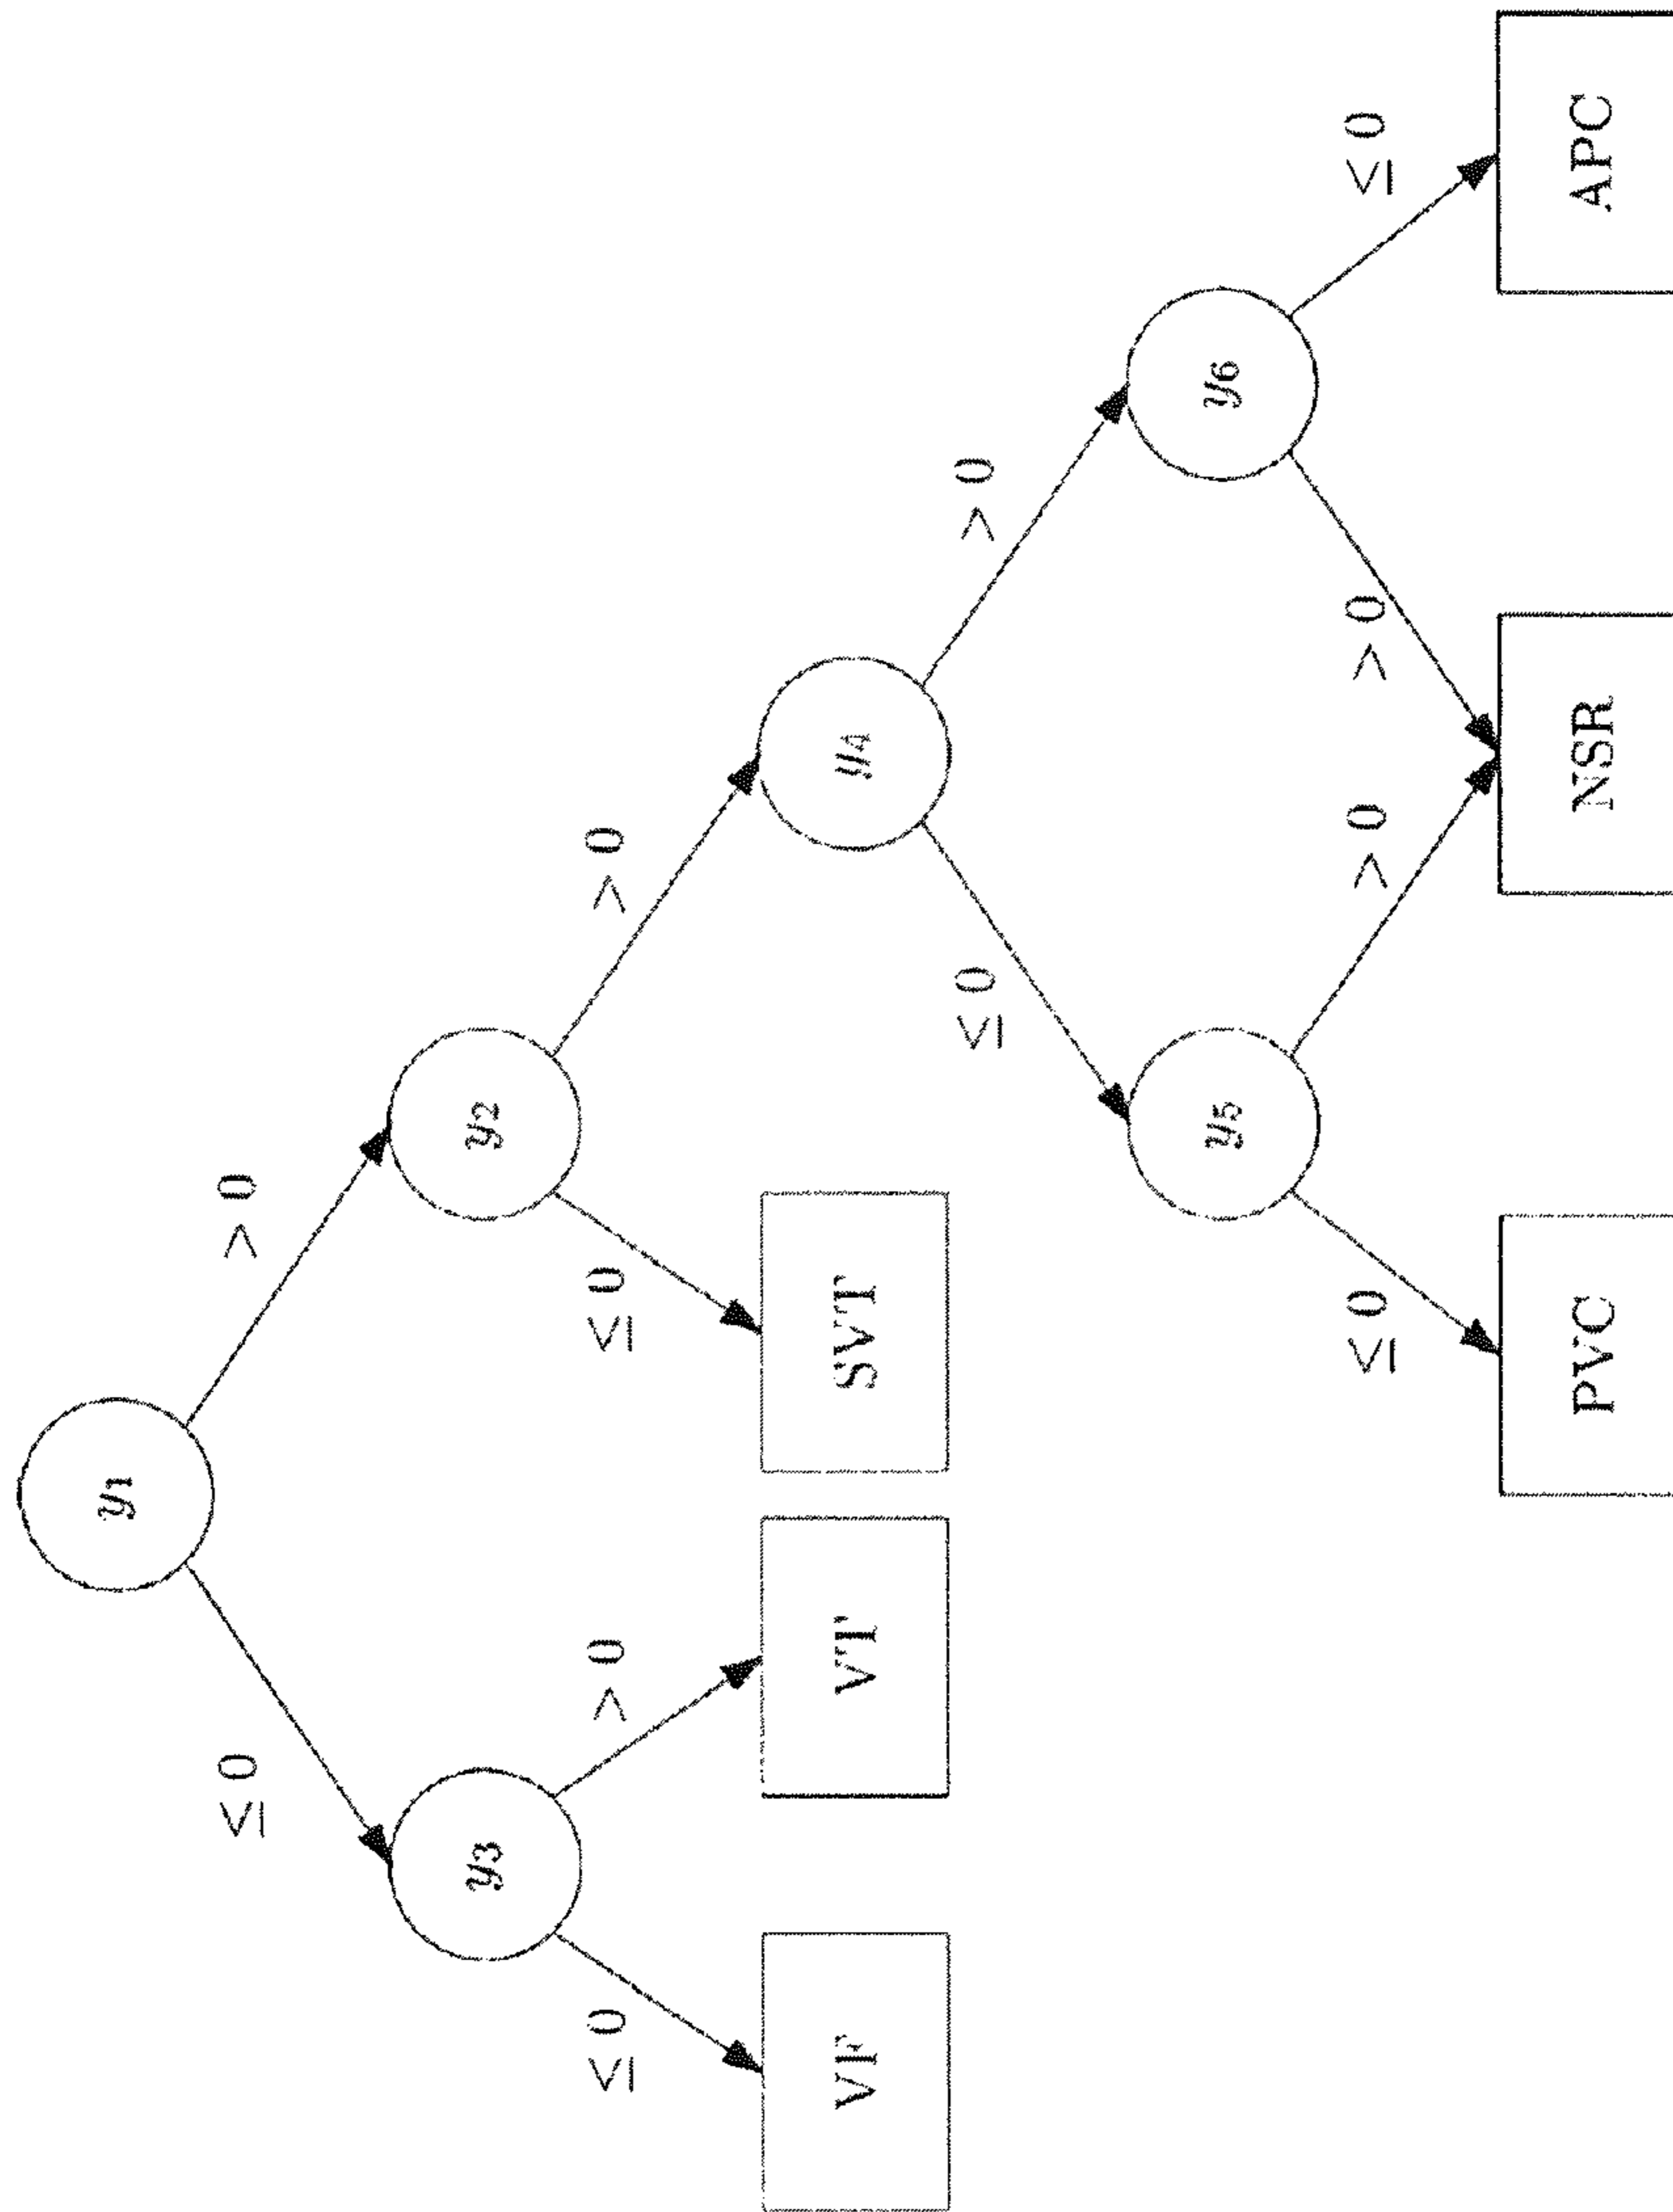 y1
≤ 0 > 0
y3 y2
≤ 0 > 0 ≤ 0 > 0
VF VT SVT y4
≤ 0 > 0
y5 y6
≤ 0 > 0 > 0 ≤ 0
PVC NSR APC